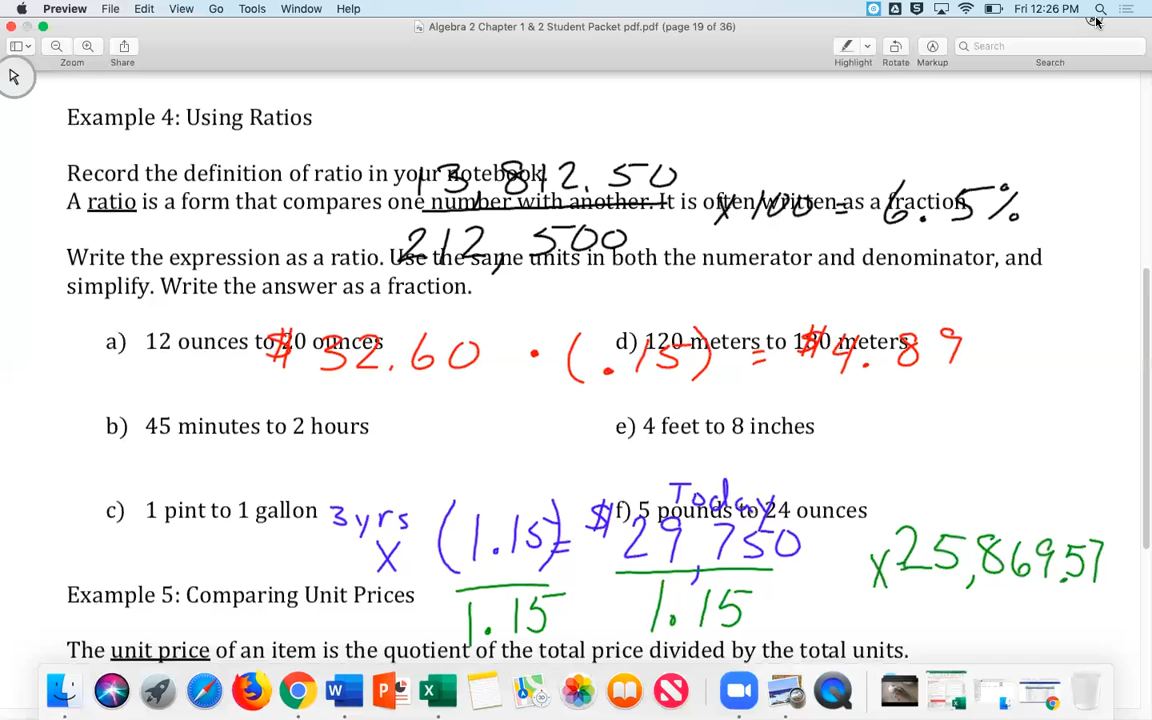 Preview File Edit View Go Tools Window Help Fri 12:26 PM
Algebra 2 Chapter 1 & 2 Student Packet pdf.pdf (page 19 of 36)
Search
Zoom Share Highlight Rotate Markup Search
Example 4: Using Ratios
Record the definition of ratio in your notebook.
13,812.50
A ratio is a form that compares one number with another. It is often written as a fraction.
x 100 = 6.5%
212,500
Write the expression as a ratio. Use the same units in both the numerator and denominator, and
simplify. Write the answer as a fraction.
a) 12 ounces to 20 ounces d) 120 meters to 180 meters
$32.60 · (.15) = $4.89
b) 45 minutes to 2 hours e) 4 feet to 8 inches
Today
c) 1 pint to 1 gallon f) 5 pounds to 24 ounces
3yrs
X (1.15) = $29,750
x 25,869.57
1.15 1.15
Example 5: Comparing Unit Prices
The unit price of an item is the quotient of the total price divided by the total units.